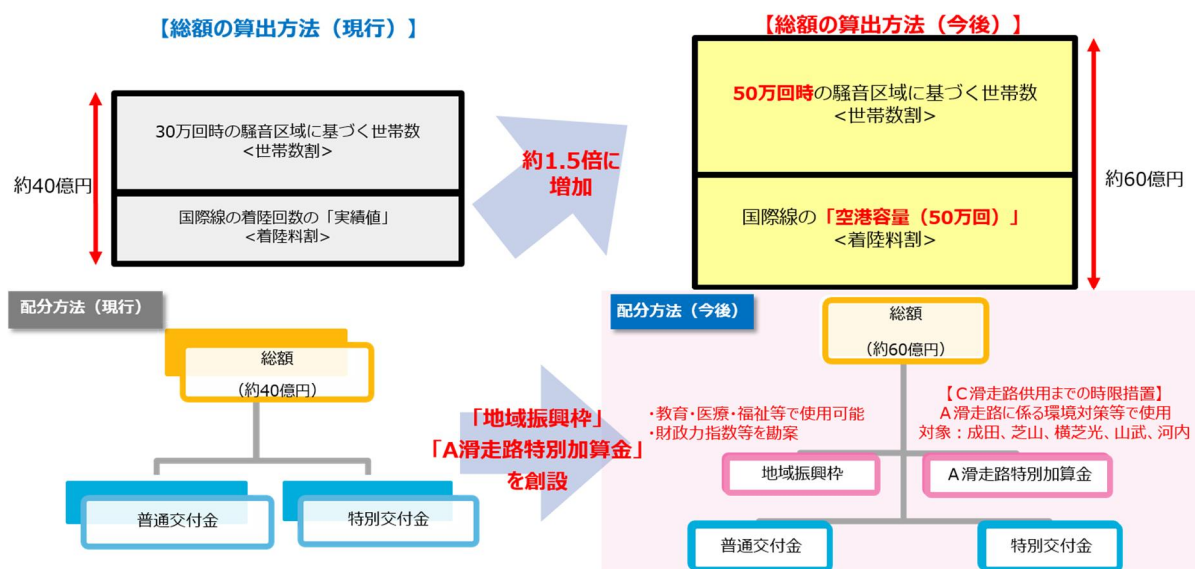 【総額の算出方法（現行）】
約40億円
30万回時の騒音区域に基づく世帯数
<世帯数割>
国際線の着陸回数の「実績値」
<着陸料割>
約1.5倍に
増加
【総額の算出方法（今後）】
50万回時の騒音区域に基づく世帯数
<世帯数割>
国際線の「空港容量（50万回）」
<着陸料割>
約60億円
配分方法（現行）
総額
（約40億円）
普通交付金
特別交付金
「地域振興枠」
「A滑走路特別加算金」
を創設
配分方法（今後）
総額
（約60億円）
・教育・医療・福祉等で使用可能
・財政力指数等を勘案
【Ｃ滑走路供用までの時限措置】
Ａ滑走路に係る環境対策等で使用
対象：成田、芝山、横芝光、山武、河内
地域振興枠
Ａ滑走路特別加算金
普通交付金
特別交付金